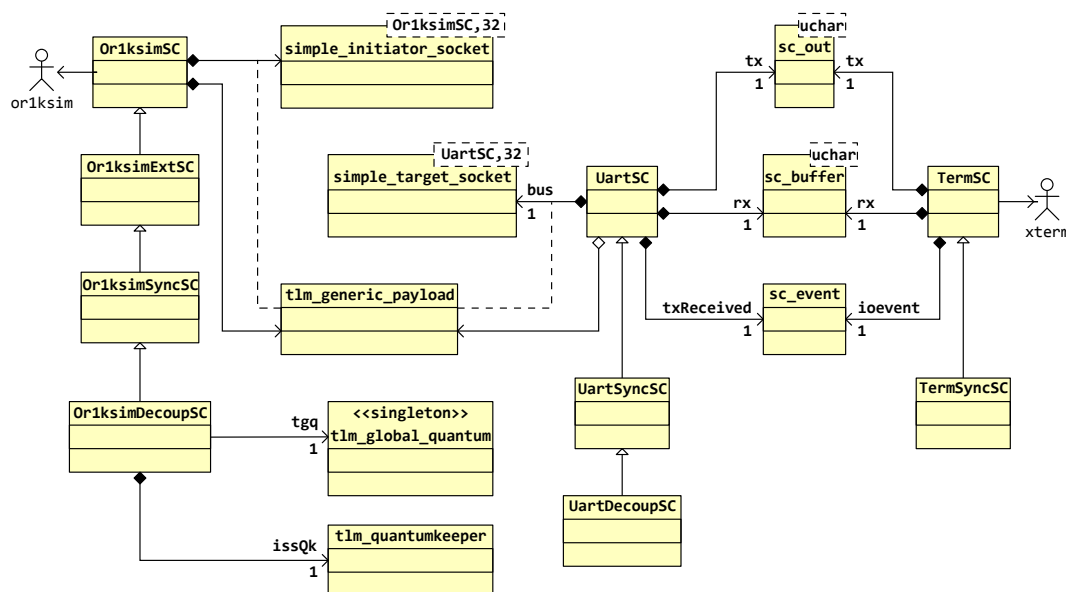 Or1ksimSC,32
simple_initiator_socket
Or1ksimSC
or1ksim
uchar
sc_out
tx
1
tx
1
Or1ksimExtSC
UartSC,32
simple_target_socket
bus
1
UartSC
uchar
sc_buffer
rx
1
rx
1
TermSC
xterm
Or1ksimSyncSC
tlm_generic_payload
txReceived
1
sc_event
ioevent
1
UartSyncSC
TermSyncSC
Or1ksimDecoupSC
tgq
1
<<singleton>>
tlm_global_quantum
UartDecoupSC
issQk
1
tlm_quantumkeeper